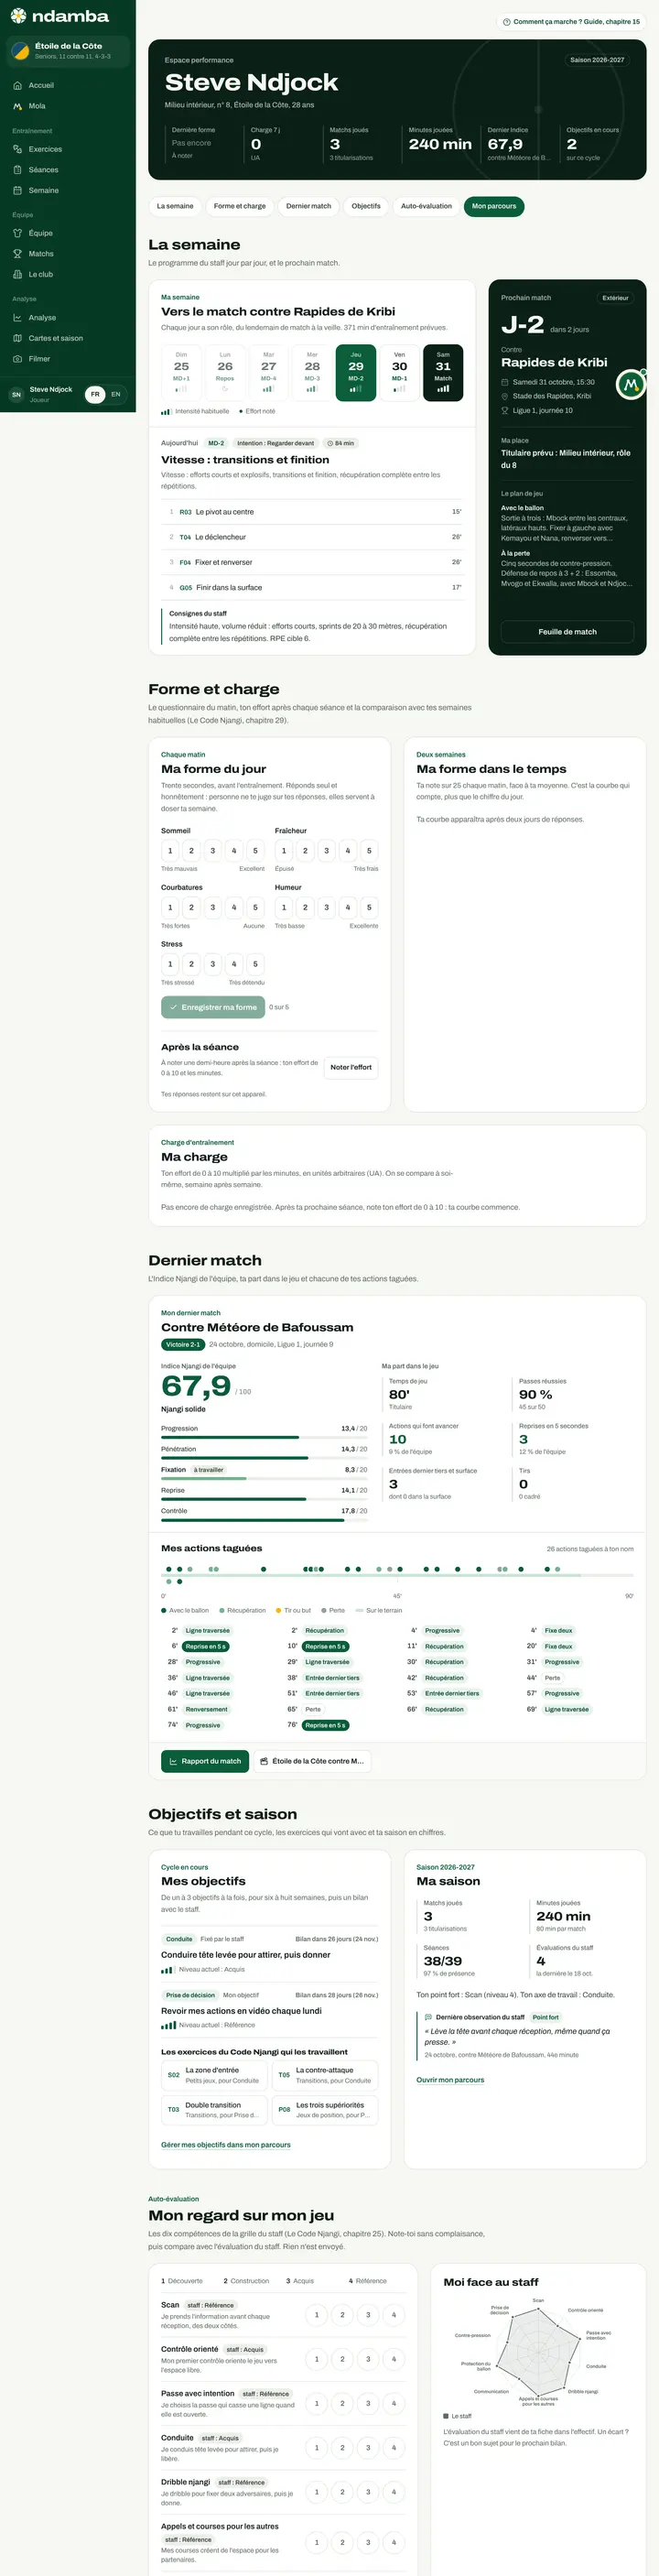 ndamba
Étoile de la Côte
Seniors, 11 contre 11, 4-3-3
Accueil
Mola
Entraînement
Exercices
Séances
Semaine
Équipe
Équipe
Matchs
Le club
Analyse
Analyse
Cartes et saison
Filmer
SN
Steve Ndjock
Joueur
FR
EN
Comment ça marche ? Guide, chapitre 15
Espace performance
Saison 2026-2027
Steve Ndjock
Milieu intérieur, n° 8, Étoile de la Côte, 28 ans
Dernière forme
Pas encore
À noter
Charge 7 j
0
UA
Matchs joués
3
3 titularisations
Minutes jouées
240 min
Dernier Indice
67,9
contre Météore de B…
Objectifs en cours
2
sur ce cycle
La semaine
Forme et charge
Dernier match
Objectifs
Auto-évaluation
Mon parcours
La semaine
Le programme du staff jour par jour, et le prochain match.
Ma semaine
Vers le match contre Rapides de Kribi
Chaque jour a son rôle, du lendemain de match à la veille. 371 min d'entraînement prévues.
Dim
25
MD+1
Lun
26
Repos
Mar
27
MD-4
Mer
28
MD-3
Jeu
29
MD-2
Ven
30
MD-1
Sam
31
Match
Intensité habituelle
Effort noté
Aujourd'hui
MD-2
Intention : Regarder devant
84 min
Vitesse : transitions et finition
Vitesse : efforts courts et explosifs, transitions et finition, récupération complète entre les
répétitions.
1 R03 Le pivot au centre 15'
2 T04 Le déclencheur 26'
3 F04 Fixer et renverser 26'
4 G05 Finir dans la surface 17'
Consignes du staff
Intensité haute, volume réduit : efforts courts, sprints de 20 à 30 mètres, récupération
complète entre les répétitions. RPE cible 6.
Prochain match
Extérieur
J-2 dans 2 jours
Contre
Rapides de Kribi
Samedi 31 octobre, 15:30
Stade des Rapides, Kribi
Ligue 1, journée 10
Ma place
Titulaire prévu : Milieu intérieur, rôle
du 8
Le plan de jeu
Avec le ballon
Sortie à trois : Mbock entre les centraux,
latéraux hauts. Fixer à gauche avec
Kemayou et Nana, renverser vers…
À la perte
Cinq secondes de contre-pression.
Défense de repos à 3 + 2 : Essomba,
Mvogo et Ekwalla, avec Mbock et Ndjoc…
Feuille de match
Forme et charge
Le questionnaire du matin, ton effort après chaque séance et la comparaison avec tes semaines
habituelles (Le Code Njangi, chapitre 29).
Chaque matin
Ma forme du jour
Trente secondes, avant l'entraînement. Réponds seul et
honnêtement : personne ne te juge sur les réponses, elles servent à
doser ta semaine.
Sommeil
1 2 3 4 5
Très mauvais Excellent
Fraîcheur
1 2 3 4 5
Épuisé Très frais
Courbatures
1 2 3 4 5
Très fortes Aucune
Humeur
1 2 3 4 5
Très basse Excellente
Stress
1 2 3 4 5
Très stressé Très détendu
Enregistrer ma forme
0 sur 5
Après la séance
À noter une demi-heure après la séance : ton effort de
0 à 10 et les minutes.
Noter l'effort
Tes réponses restent sur cet appareil.
Deux semaines
Ma forme dans le temps
Ta note sur 25 chaque matin, face à ta moyenne. C'est la courbe qui
compte, plus que le chiffre du jour.
Ta courbe apparaîtra après deux jours de réponses.
Charge d'entraînement
Ma charge
Ton effort de 0 à 10 multiplié par les minutes, en unités arbitraires (UA). On se compare à soi-
même, semaine après semaine.
Pas encore de charge enregistrée. Après ta prochaine séance, note ton effort de 0 à 10 : ta courbe commence.
Dernier match
L'Indice Njangi de l'équipe, ta part dans le jeu et chacune de tes actions taguées.
Mon dernier match
Contre Météore de Bafoussam
Victoire 2-1
24 octobre, domicile, Ligue 1, journée 9
Indice Njangi de l'équipe
67,9 / 100
Njangi solide
Progression 13,4 / 20
Pénétration 14,3 / 20
Fixation à travailler 8,3 / 20
Reprise 14,1 / 20
Contrôle 17,8 / 20
Ma part dans le jeu
Temps de jeu
80'
Titulaire
Passes réussies
90 %
45 sur 50
Actions qui font avancer
10
9 % de l'équipe
Reprises en 5 secondes
3
12 % de l'équipe
Entrées dernier tiers et surface
3
dont 0 dans la surface
Tirs
0
0 cadré
Mes actions taguées
26 actions taguées à ton nom
0' 45' 90'
Avec le ballon
Récupération
Tir ou but
Perte
Sur le terrain
2' Ligne traversée 2' Récupération 4' Progressive 4' Fixe deux
6' Reprise en 5 s 10' Reprise en 5 s 11' Récupération 20' Fixe deux
28' Progressive 29' Ligne traversée 30' Récupération 31' Progressive
36' Ligne traversée 38' Entrée dernier tiers 42' Récupération 44' Perte
46' Ligne traversée 51' Entrée dernier tiers 53' Entrée dernier tiers 57' Progressive
61' Renversement 65' Perte 66' Récupération 69' Ligne traversée
74' Progressive 76' Reprise en 5 s
Rapport du match
Étoile de la Côte contre M…
Objectifs et saison
Ce que tu travailles pendant ce cycle, les exercices qui vont avec et ta saison en chiffres.
Cycle en cours
Mes objectifs
De un à 3 objectifs à la fois, pour six à huit semaines, puis un bilan
avec le staff.
Conduite
Fixé par le staff
Bilan dans 26 jours (24 nov.)
Conduire tête levée pour attirer, puis donner
Niveau actuel : Acquis
Prise de décision
Mon objectif
Bilan dans 28 jours (26 nov.)
Revoir mes actions en vidéo chaque lundi
Niveau actuel : Référence
Les exercices du Code Njangi qui les travaillent
S02 La zone d'entrée
Petits jeux, pour Conduite
T05 La contre-attaque
Transitions, pour Conduite
T03 Double transition
Transitions, pour Prise d…
P08 Les trois supériorités
Jeux de position, pour P…
Gérer mes objectifs dans mon parcours
Saison 2026-2027
Ma saison
Matchs joués
3
3 titularisations
Minutes jouées
240 min
80 min par match
Séances
38/39
97 % de présence
Évaluations du staff
4
la dernière le 18 oct.
Ton point fort : Scan (niveau 4). Ton axe de travail : Conduite.
Dernière observation du staff
Point fort
« Lève la tête avant chaque réception, même quand ça
presse. »
24 octobre, contre Météore de Bafoussam, 44e minute
Ouvrir mon parcours
Auto-évaluation
Mon regard sur mon jeu
Les dix compétences de la grille du staff (Le Code Njangi, chapitre 25). Note-toi sans complaisance,
puis compare avec l'évaluation du staff. Rien n'est envoyé.
1 Découverte 2 Construction 3 Acquis 4 Référence
Scan staff : Référence
Je prends l'information avant chaque
réception, des deux côtés.
1 2 3 4
Contrôle orienté staff : Acquis
Mon premier contrôle oriente le jeu vers
l'espace libre.
1 2 3 4
Passe avec intention staff : Référence
Je choisis la passe qui casse une ligne quand
elle est ouverte.
1 2 3 4
Conduite staff : Acquis
Je conduis tête levée pour attirer, puis je
libère.
1 2 3 4
Dribble njangi staff : Référence
Je dribble pour fixer deux adversaires, puis je
donne.
1 2 3 4
Appels et courses pour les autres
staff : Référence
Mes courses créent de l'espace pour les
partenaires.
1 2 3 4
Moi face au staff
Scan
Contrôle orienté
Passe avec
intention
Conduite
Dribble njangi
Appels et courses
pour les autres
Communication
Protection du
ballon
Contre-pression
Prise de
décision
Le staff
L'évaluation du staff vient de ta fiche dans l'effectif. Un écart ?
C'est un bon sujet pour le prochain bilan.